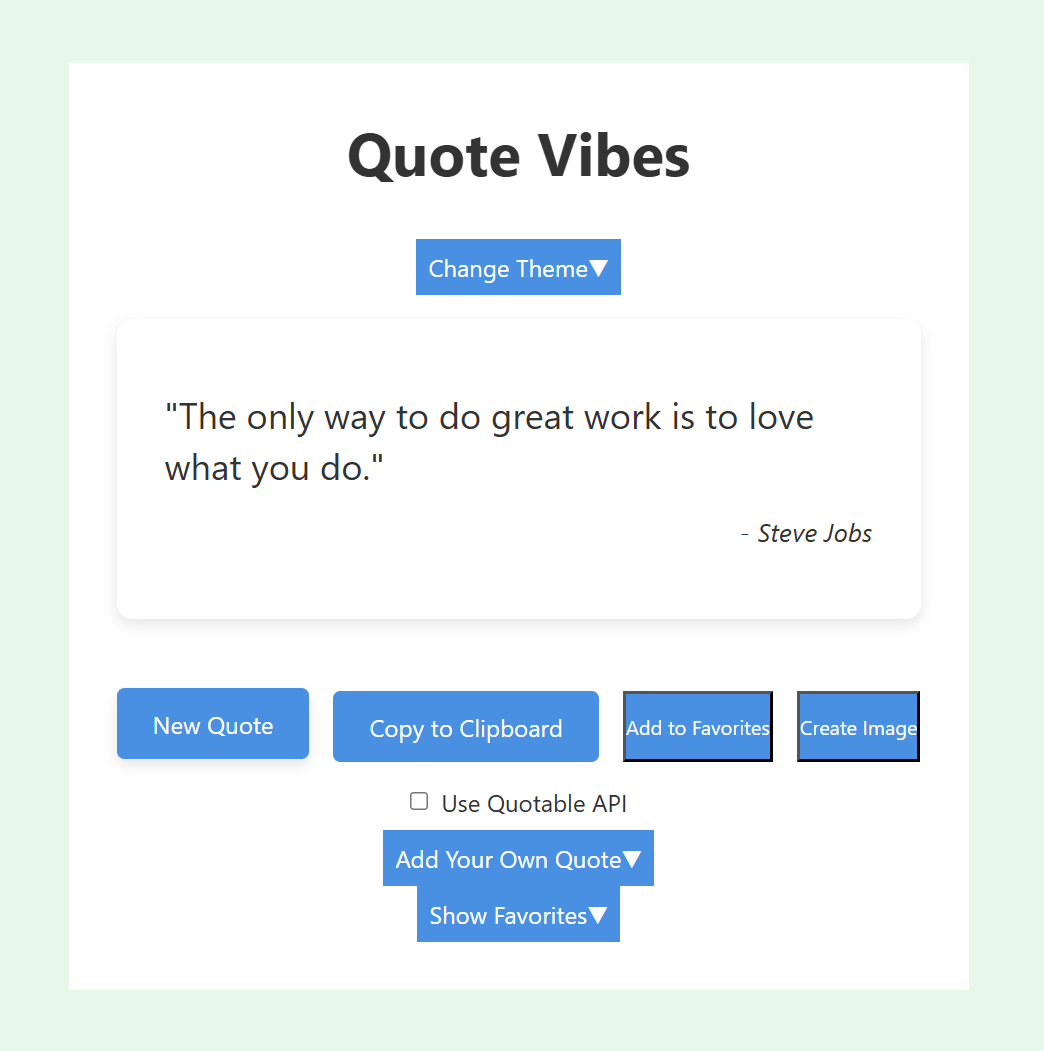 Quote Vibes
Change Theme▼
"The only way to do great work is to love
what you do."
- Steve Jobs
New Quote
Copy to Clipboard
Add to Favorites
Create Image
Use Quotable API
Add Your Own Quote▼
Show Favorites▼